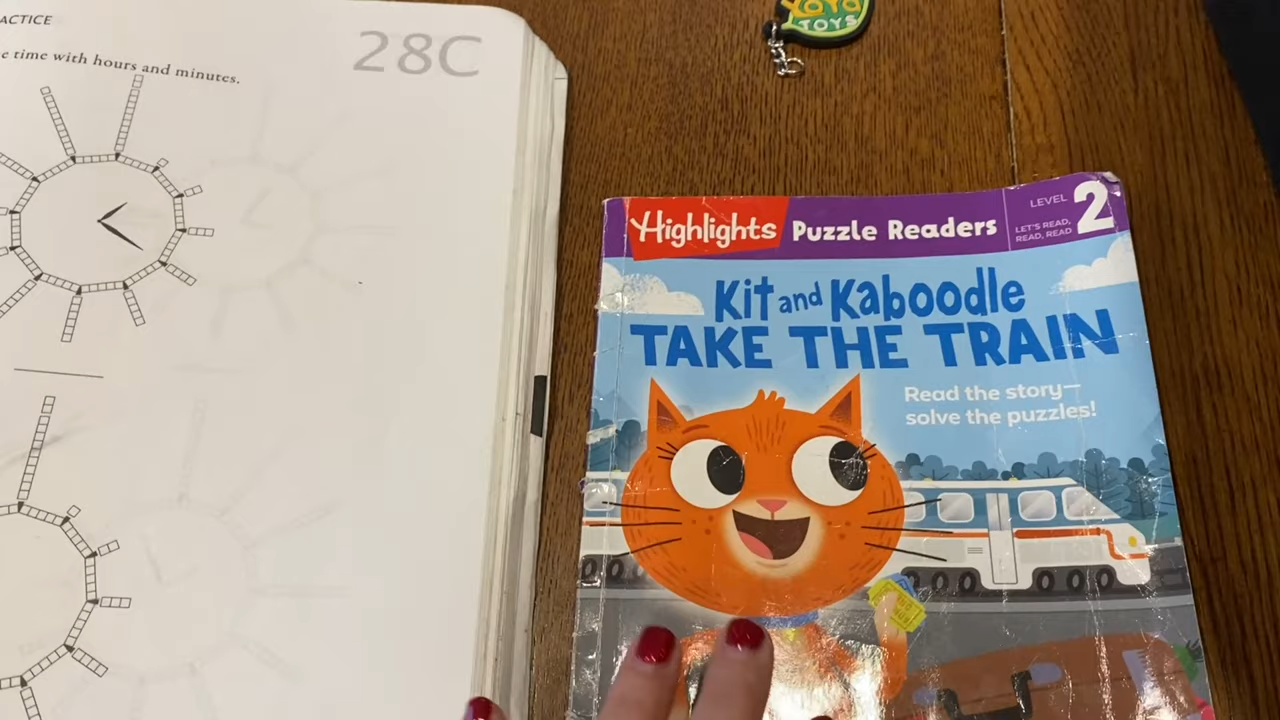 ACTICE
28C
e time with hours and minutes.
YaYa
TOYS
Highlights Puzzle Readers
LEVEL 2
LET'S READ,
READ, READ
Kit and Kaboodle
TAKE THE TRAIN
Read the story—
solve the puzzles!